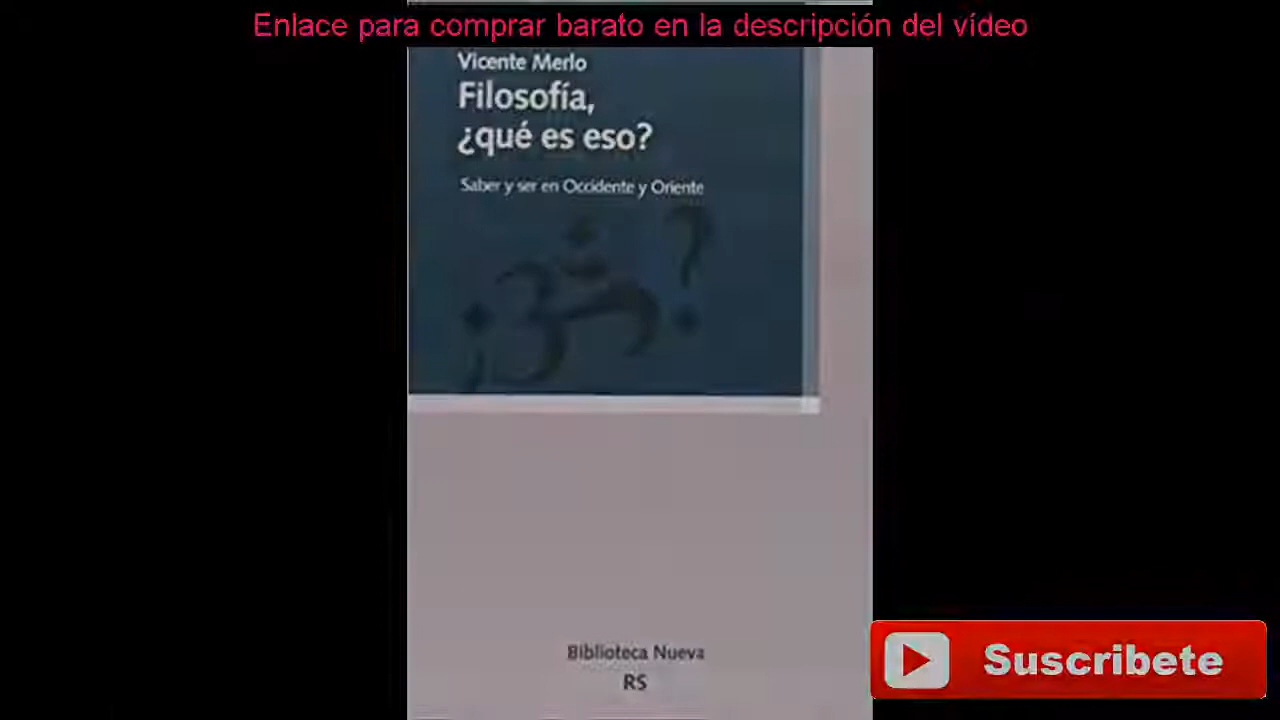 Enlace para comprar barato en la descripción del vídeo
Vicente Merlo
Filosofía,
¿qué es eso?
Saber y ser en Occidente y Oriente
¿ॐ?
Biblioteca Nueva
RS
Suscribete